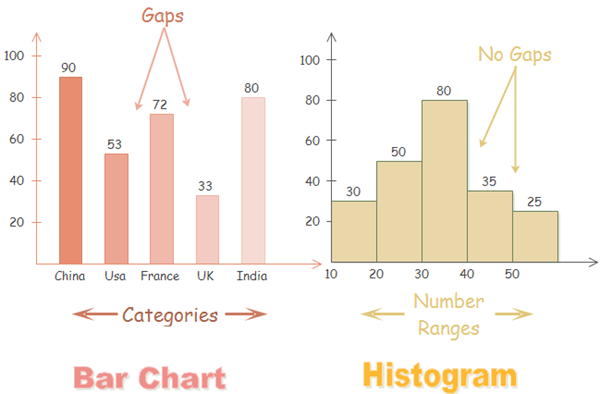 Gaps
100
80
60
40
20
90
53
72
33
80
China Usa France UK India
Categories
Bar Chart
No Gaps
100
80
60
40
20
30
50
80
35
25
10 20 30 40 50
Number
Ranges
Histogram